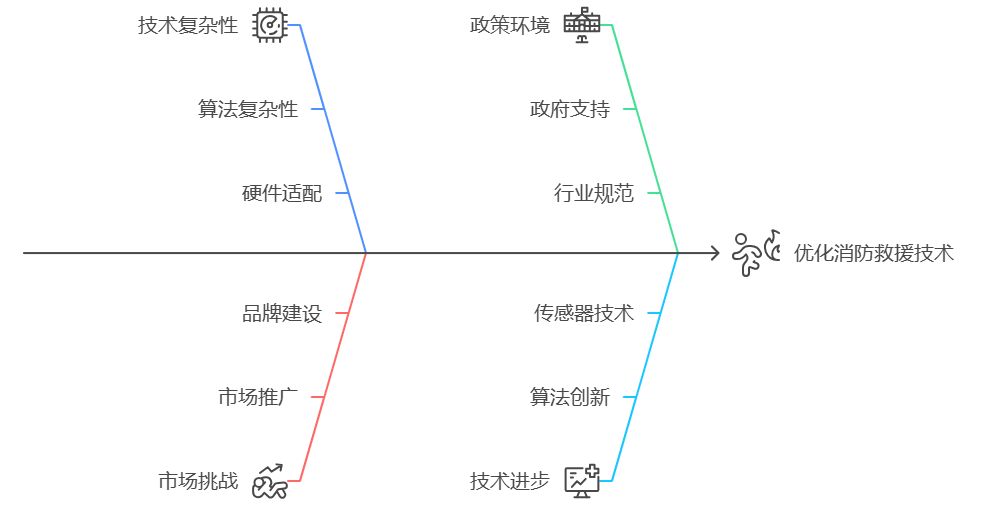 技术复杂性
政策环境
算法复杂性
政府支持
硬件适配
行业规范
优化消防救援技术
品牌建设
传感器技术
市场推广
算法创新
市场挑战
技术进步